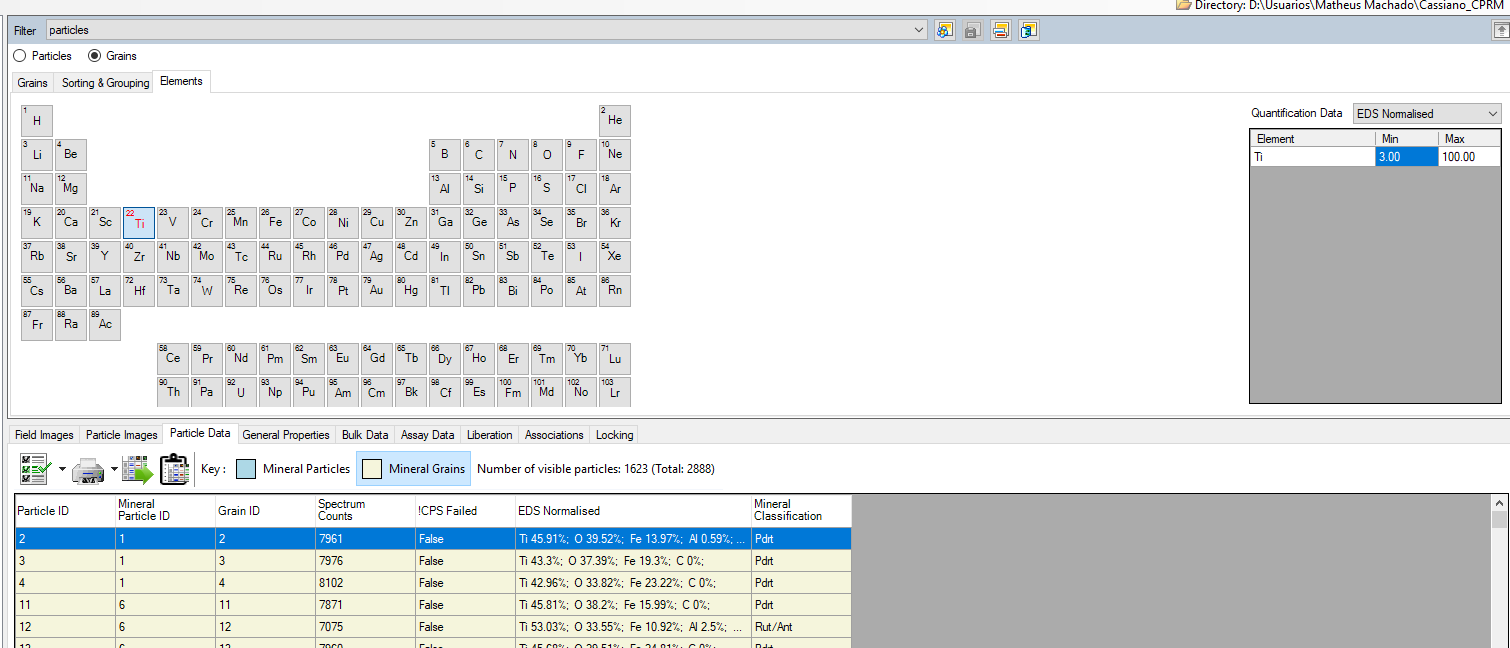 Directory: D:\Usuarios\Matheus Machado\Cassiano_CPRM
Filter particles
Particles Grains
Grains Sorting & Grouping Elements
Quantification Data EDS Normalised
Element Min Max
Ti 3.00 100.00
1 H 2 He
3 Li 4 Be 5 B 6 C 7 N 8 O 9 F 10 Ne
11 Na 12 Mg 13 Al 14 Si 15 P 16 S 17 Cl 18 Ar
19 K 20 Ca 21 Sc 22 Ti 23 V 24 Cr 25 Mn 26 Fe 27 Co 28 Ni 29 Cu 30 Zn 31 Ga 32 Ge 33 As 34 Se 35 Br 36 Kr
37 Rb 38 Sr 39 Y 40 Zr 41 Nb 42 Mo 43 Tc 44 Ru 45 Rh 46 Pd 47 Ag 48 Cd 49 In 50 Sn 51 Sb 52 Te 53 I 54 Xe
55 Cs 56 Ba 57 La 72 Hf 73 Ta 74 W 75 Re 76 Os 77 Ir 78 Pt 79 Au 80 Hg 81 Tl 82 Pb 83 Bi 84 Po 85 At 86 Rn
87 Fr 88 Ra 89 Ac
58 Ce 59 Pr 60 Nd 61 Pm 62 Sm 63 Eu 64 Gd 65 Tb 66 Dy 67 Ho 68 Er 69 Tm 70 Yb 71 Lu
90 Th 91 Pa 92 U 93 Np 94 Pu 95 Am 96 Cm 97 Bk 98 Cf 99 Es 100 Fm 101 Md 102 No 103 Lr
Field Images Particle Images Particle Data General Properties Bulk Data Assay Data Liberation Associations Locking
Key : Mineral Particles Mineral Grains Number of visible particles: 1623 (Total: 2888)
Particle ID Mineral Particle ID Grain ID Spectrum Counts !CPS Failed EDS Normalised Mineral Classification
2 1 2 7961 False Ti 45.91%; O 39.52%; Fe 13.97%; Al 0.59%; ... Pdrt
3 1 3 7976 False Ti 43.3%; O 37.39%; Fe 19.3%; C 0%; Pdrt
4 1 4 8102 False Ti 42.96%; O 33.82%; Fe 23.22%; C 0%; Pdrt
11 6 11 7871 False Ti 45.81%; O 38.2%; Fe 15.99%; C 0%; Pdrt
12 6 12 7075 False Ti 53.03%; O 33.55%; Fe 10.92%; Al 2.5%; ... Rut/Ant